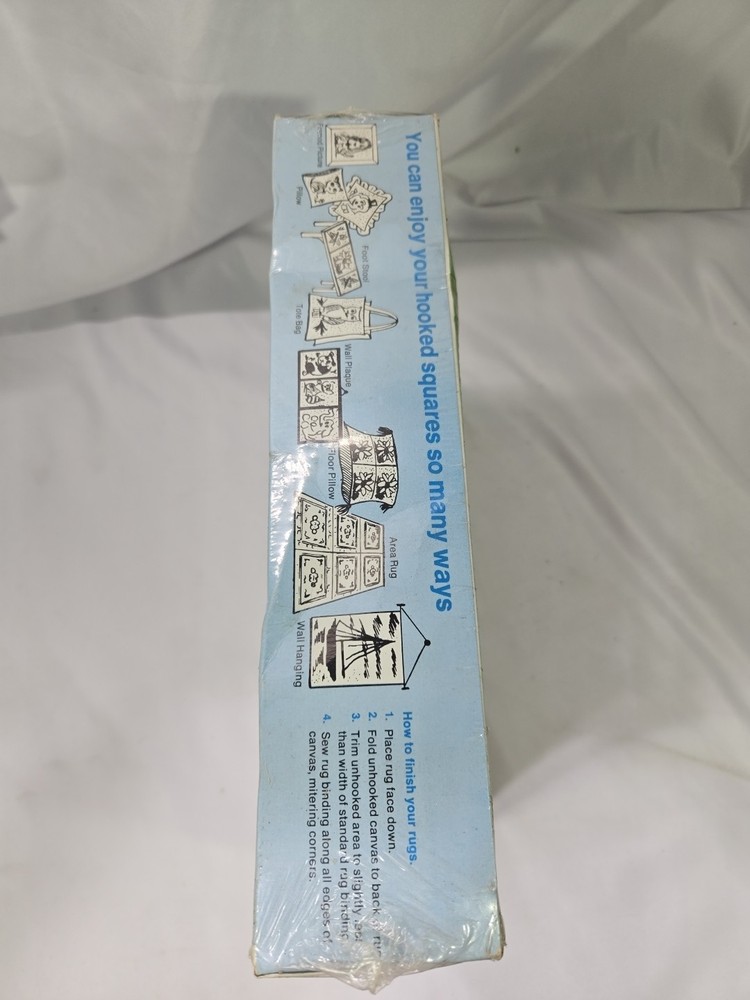 You can enjoy your hooked squares so many ways
Pillow
Foot Stool
Tote Bag
Wall Plaque
Floor Pillow
Area Rug
Wall Hanging
How to finish your rugs.
1. Place rug face down.
2. Fold unhooked canvas to back
3. Trim unhooked area to slightly
than width of standard rug binding
4. Sew rug binding along all edges of
canvas, mitering corners.